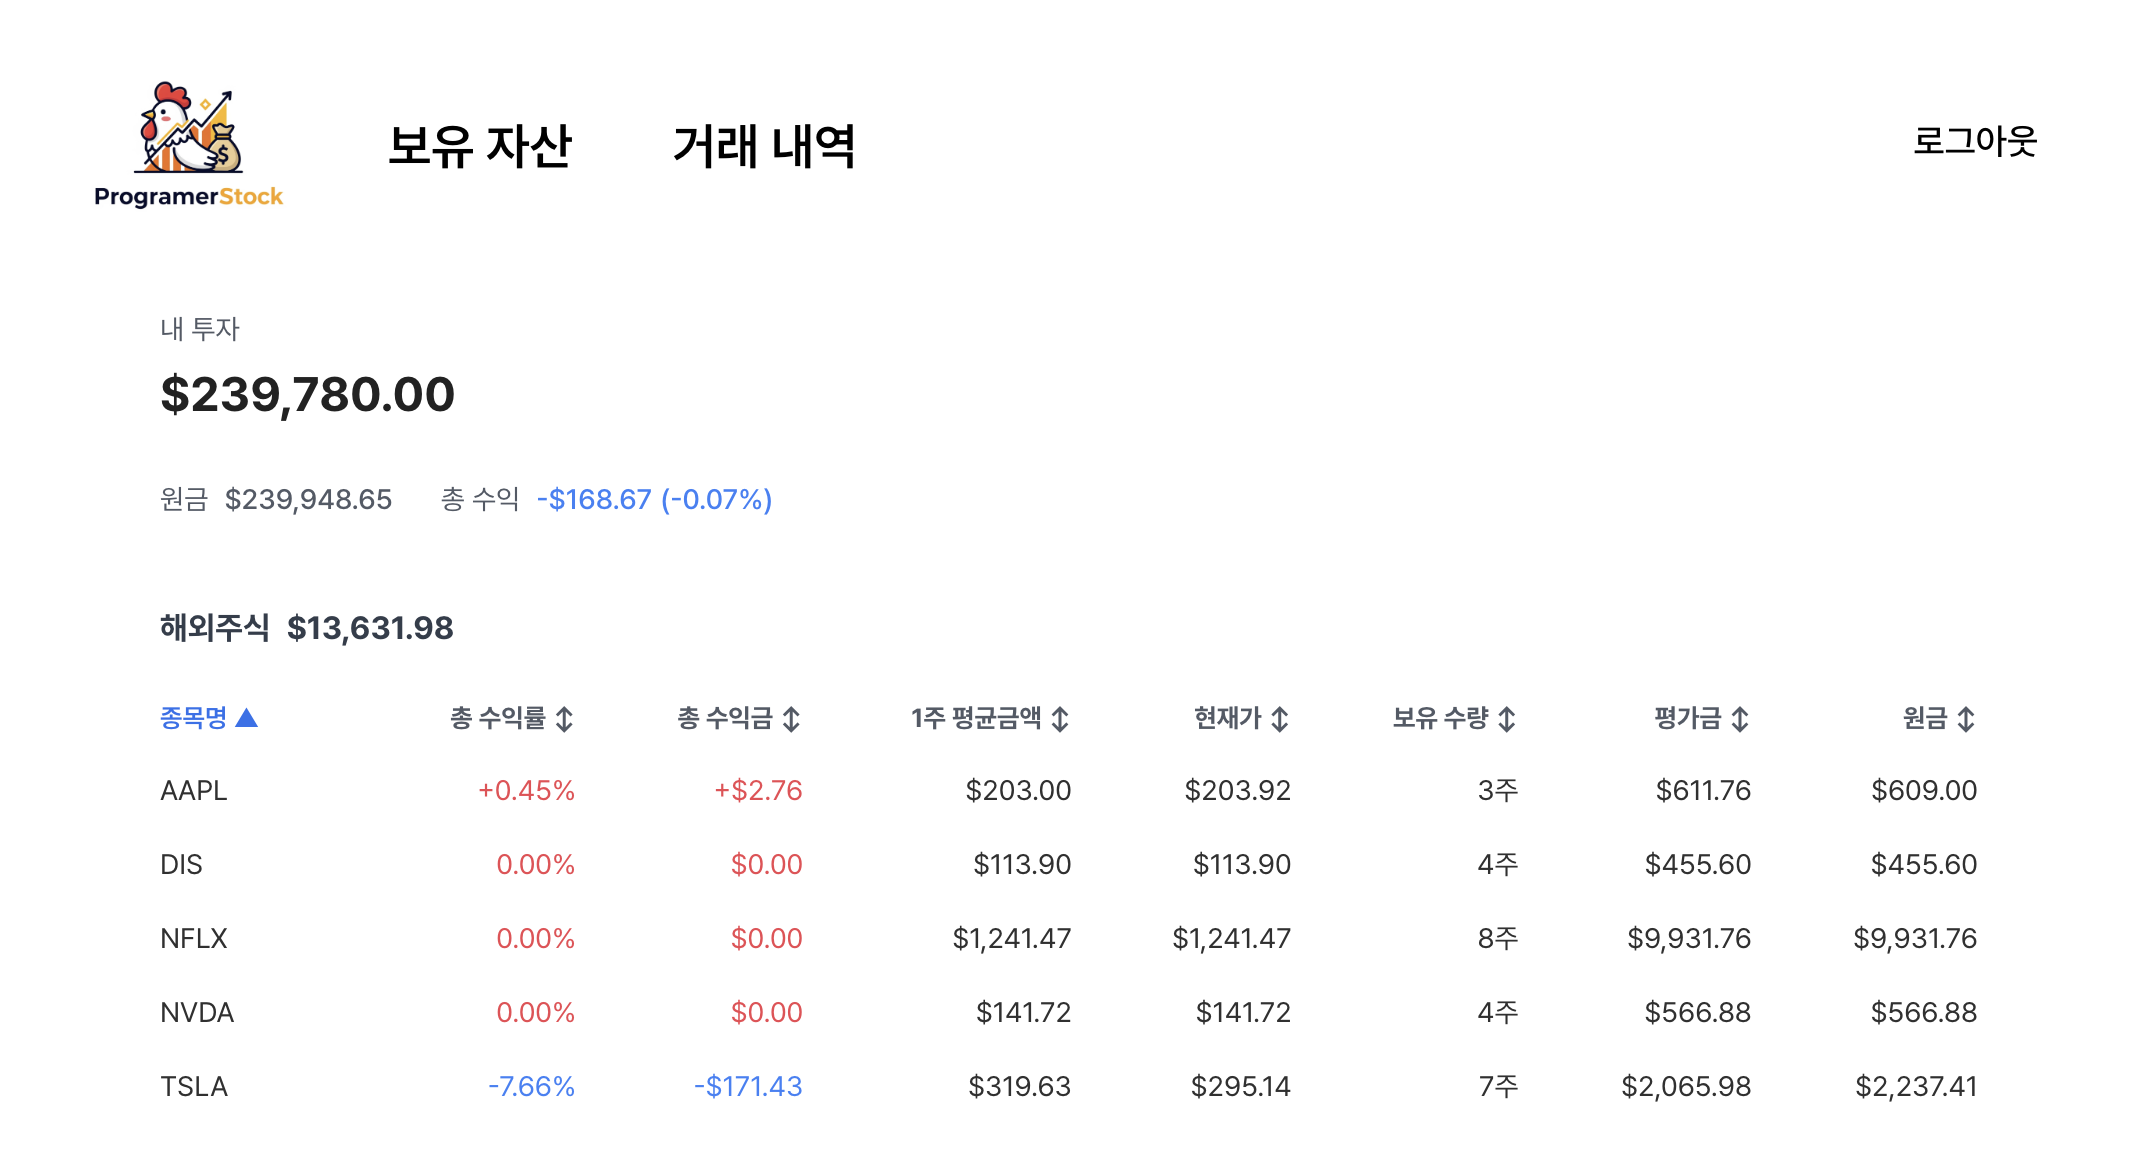 ProgramerStock
보유 자산 거래 내역 로그아웃
내 투자
$239,780.00
원금 $239,948.65 총 수익 -$168.67 (-0.07%)
해외주식 $13,631.98
종목명 ▲ 총 수익률 ↕ 총 수익금 ↕ 1주 평균금액 ↕ 현재가 ↕ 보유 수량 ↕ 평가금 ↕ 원금 ↕
AAPL +0.45% +$2.76 $203.00 $203.92 3주 $611.76 $609.00
DIS 0.00% $0.00 $113.90 $113.90 4주 $455.60 $455.60
NFLX 0.00% $0.00 $1,241.47 $1,241.47 8주 $9,931.76 $9,931.76
NVDA 0.00% $0.00 $141.72 $141.72 4주 $566.88 $566.88
TSLA -7.66% -$171.43 $319.63 $295.14 7주 $2,065.98 $2,237.41